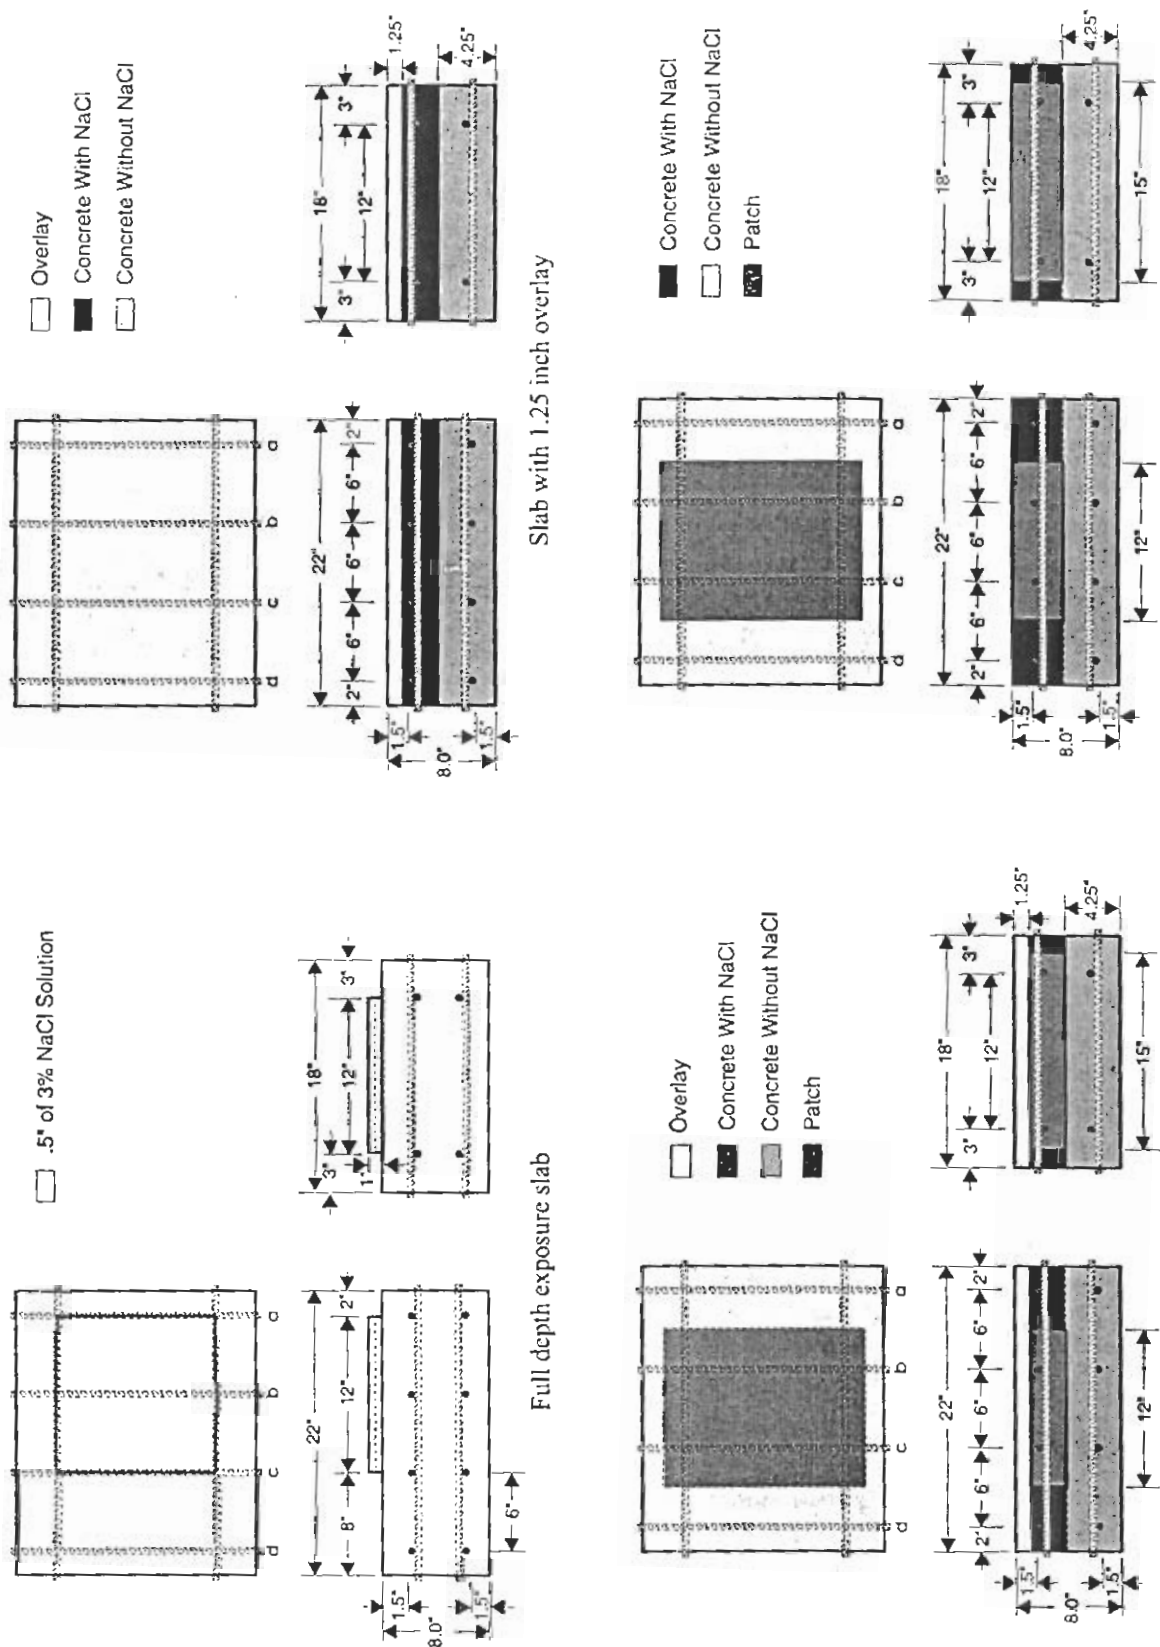 .5" of 3% NaCl Solution
a
b
c
d
22"
8"
12"
2"
1.5"
8.0"
1.5"
6"
18"
3"
12"
3"
1"
Full depth exposure slab
Overlay
Concrete With NaCl
Concrete Without NaCl
a
b
c
d
22"
2"
6"
6"
6"
2"
1.5"
8.0"
1.5"
18"
3"
12"
3"
1.25"
4.25"
Slab with 1.25 inch overlay
Overlay
Concrete With NaCl
Concrete Without NaCl
Patch
a
b
c
d
22"
2"
6"
6"
6"
2"
1.5"
8.0"
1.5"
12"
18"
3"
12"
3"
1.25"
4.25"
15"
Concrete With NaCl
Concrete Without NaCl
Patch
a
b
c
d
22"
2"
6"
6"
6"
2"
1.5"
8.0"
1.5"
12"
18"
3"
12"
3"
4.25"
15"